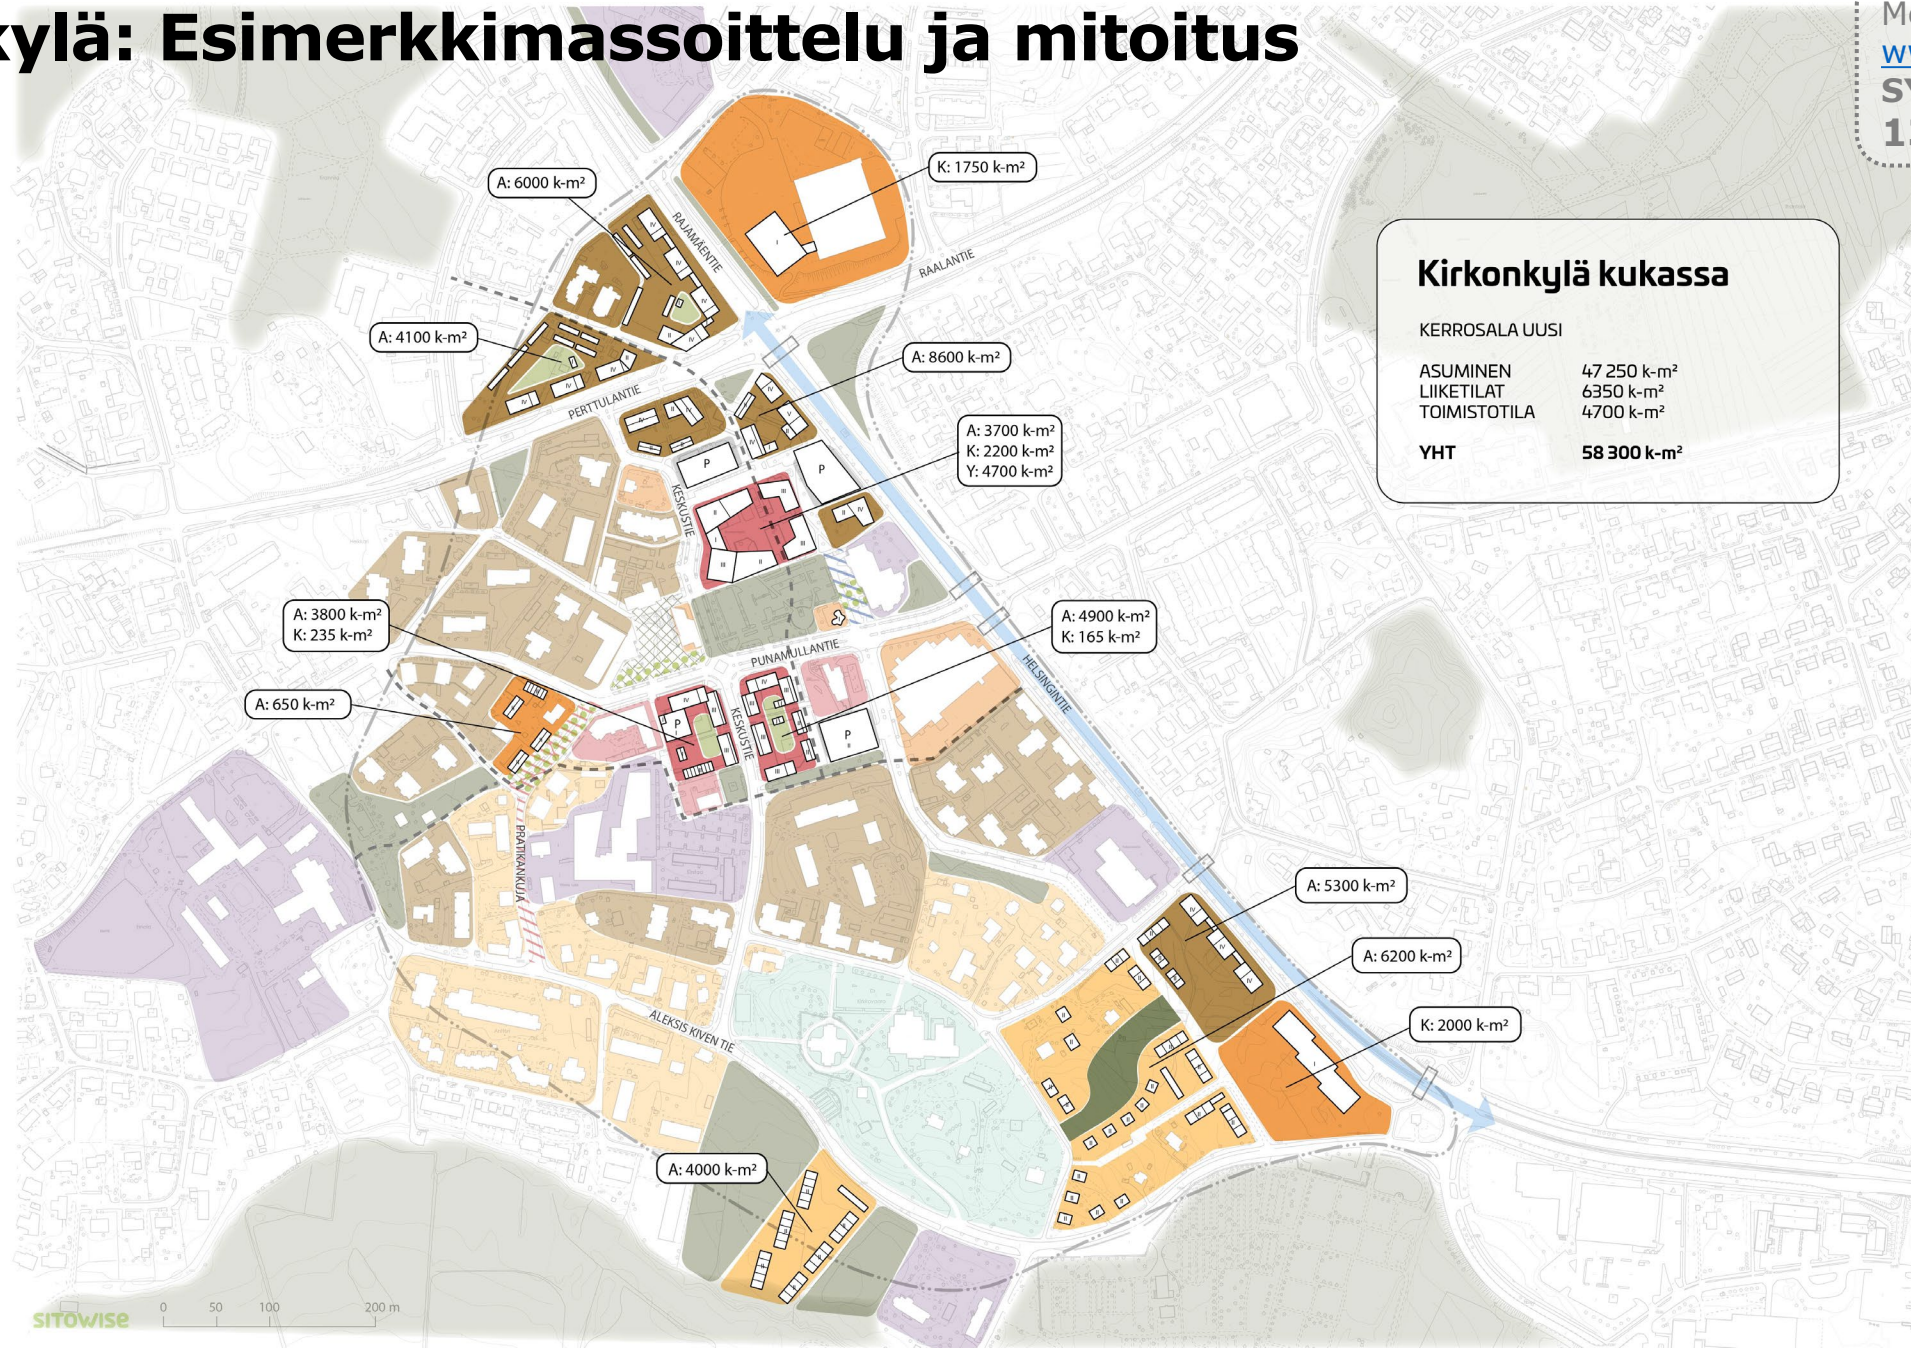 kylä: Esimerkkimassoittelu ja mitoitus
SY
K: 1750 k-m²
A: 6000 k-m²
RAJAMÄENTIE
RAALANTIE
A: 4100 k-m²
A: 8600 k-m²
PERTTULANTIE
A: 3700 k-m²
K: 2200 k-m²
Y: 4700 k-m²
P
P
KESKUSTIE
Kirkonkylä kukassa
KERROSALA UUSI
ASUMINEN 47 250 k-m²
LIIKETILAT 6350 k-m²
TOIMISTOTILA 4700 k-m²
YHT 58 300 k-m²
A: 3800 k-m²
K: 235 k-m²
A: 4900 k-m²
K: 165 k-m²
PUNAMULLANTIE
HELSINGINTIE
A: 650 k-m²
P
KESKUSTIE
P
II
PRATIKANKUJA
A: 5300 k-m²
A: 6200 k-m²
K: 2000 k-m²
ALEKSIS KIVEN TIE
A: 4000 k-m²
SITOWISE
0 50 100 200 m